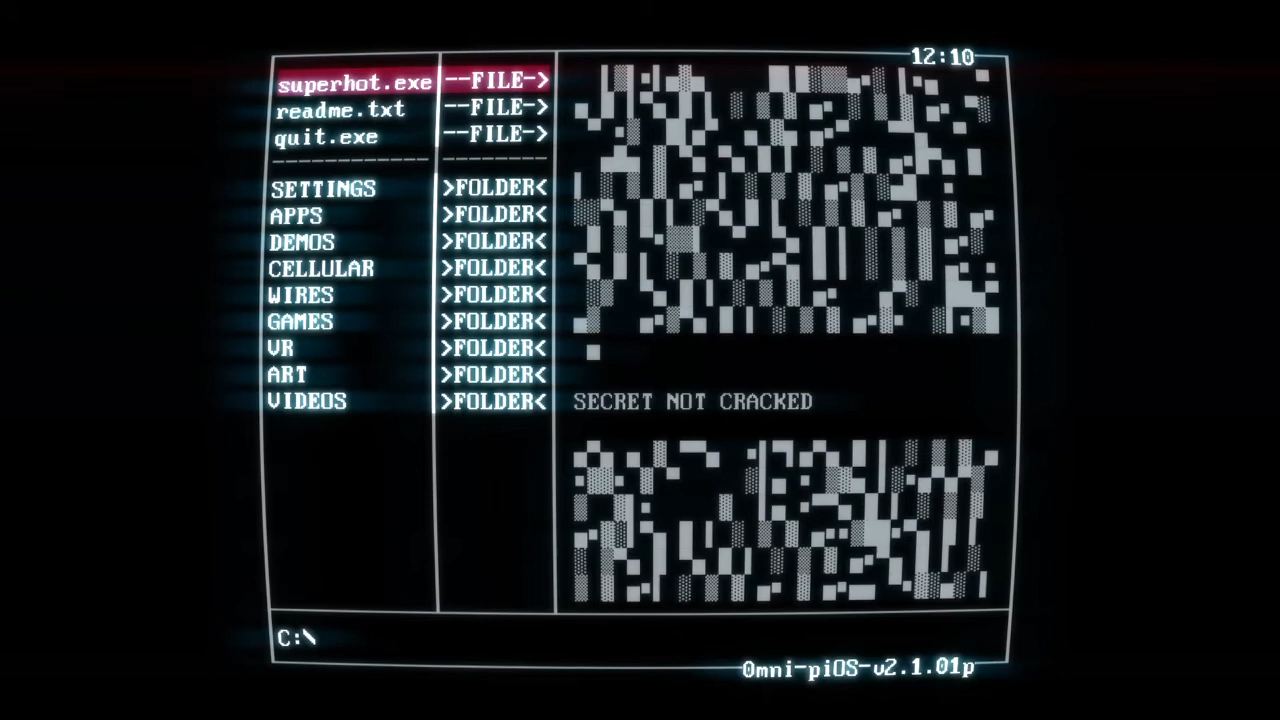 12:10
superhot.exe --FILE->
readme.txt --FILE->
quit.exe --FILE->
------------ --------
SETTINGS >FOLDER<
APPS >FOLDER<
DEMOS >FOLDER<
CELLULAR >FOLDER<
WIRES >FOLDER<
GAMES >FOLDER<
VR >FOLDER<
ART >FOLDER<
VIDEOS >FOLDER<
SECRET NOT CRACKED
C:\
0mni-piOS-v2.1.01p